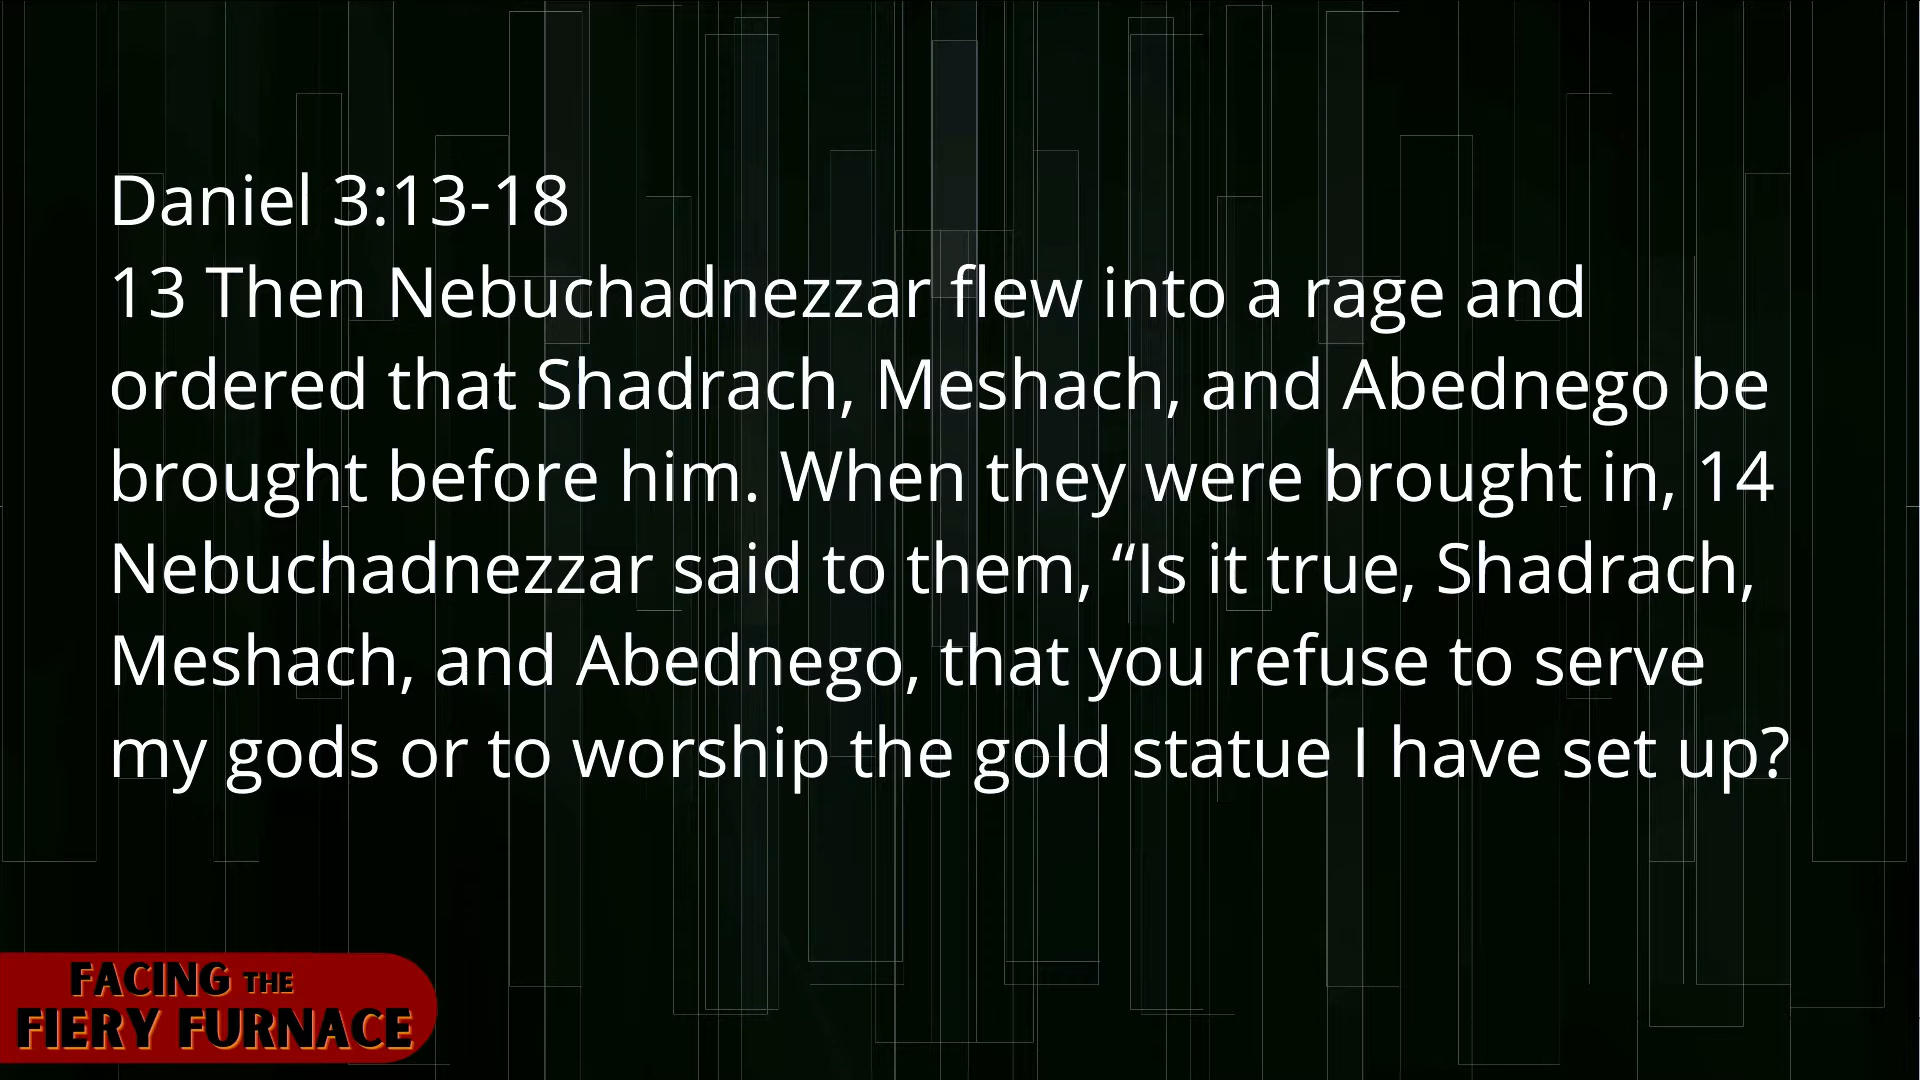 Daniel 3:13-18
13 Then Nebuchadnezzar flew into a rage and
ordered that Shadrach, Meshach, and Abednego be
brought before him. When they were brought in, 14
Nebuchadnezzar said to them, “Is it true, Shadrach,
Meshach, and Abednego, that you refuse to serve
my gods or to worship the gold statue I have set up?
FACING THE
FIERY FURNACE